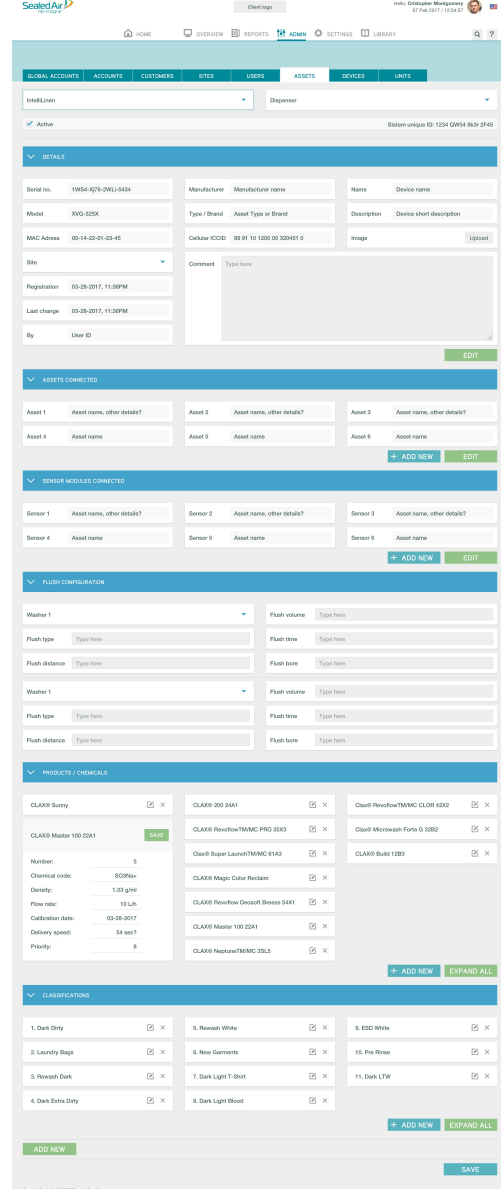 Sealed Air
re-imagine
Client logo
Hello, Cristopher Montgomery
07 Feb 2017 / 12:34:57
HOME
OVERVIEW
REPORTS
ADMIN
SETTINGS
LIBRARY
?
GLOBAL ACCOUNTS
ACCOUNTS
CUSTOMERS
SITES
USERS
ASSETS
DEVICES
UNITS
IntelliLinen
Dispenser
Active
Sistem unique ID: 1234 QW54 8k3r 2F45
DETAILS
Serial no. 1WS4-Xj76-2WLi-5434
Manufacturer Manufacturer name
Name Device name
Model XVG-325X
Type / Brand Asset Type or Brand
Description Device short description
MAC Adress 00-14-22-01-23-45
Cellular ICCID 89 91 10 1200 00 320451 0
Image Upload
Site
Comment Type here
Registration 03-28-2017, 11:36PM
Last change 03-28-2017, 11:36PM
By User ID
EDIT
ASSETS CONNECTED
Asset 1 Asset name, other details?
Asset 2 Asset name, other details?
Asset 3 Asset name, other details?
Asset 4 Asset name
Asset 5 Asset name
Asset 6 Asset name
+ ADD NEW
EDIT
SENSOR MODULES CONNECTED
Sensor 1 Asset name, other details?
Sensor 2 Asset name, other details?
Sensor 3 Asset name, other details?
Sensor 4 Asset name
Sensor 5 Asset name
Sensor 6 Asset name
+ ADD NEW
EDIT
FLUSH CONFIGURATION
Washer 1
Flush volume Type here
Flush type Type here
Flush time Type here
Flush distance Type here
Flush bore Type here
Washer 1
Flush volume Type here
Flush type Type here
Flush time Type here
Flush distance Type here
Flush bore Type here
PRODUCTS / CHEMICALS
CLAX® Sunny
CLAX® Master 100 22A1
SAVE
Number: 5
Chemical code: SO3Na+
Density: 1.03 g/ml
Flow rate: 10 L/h
Calibration date: 03-28-2017
Delivery speed: 54 sec?
Priority: 8
CLAX® 200 24A1
CLAX® RevoflowTM/MC PRO 35X3
Clax® Super LaunchTM/MC 61A3
CLAX® Magic Color Reclaim
CLAX® Revoflow Deosoft Breeze 54X1
CLAX® Master 100 22A1
CLAX® NeptuneTM/MC 3SL5
Clax® RevoflowTM/MC CLOR 42X2
Clax® Microwash Forte G 32B2
CLAX® Build 12B3
+ ADD NEW
EXPAND ALL
CLASSIFICATIONS
1. Dark Dirty
2. Laundry Bags
3. Rewash Dark
4. Dark Extra Dirty
5. Rewash White
6. New Garments
7. Dark Light T-Shirt
8. Dark Light Blood
9. ESD White
10. Pre Rinse
11. Dark LTW
+ ADD NEW
EXPAND ALL
ADD NEW
SAVE